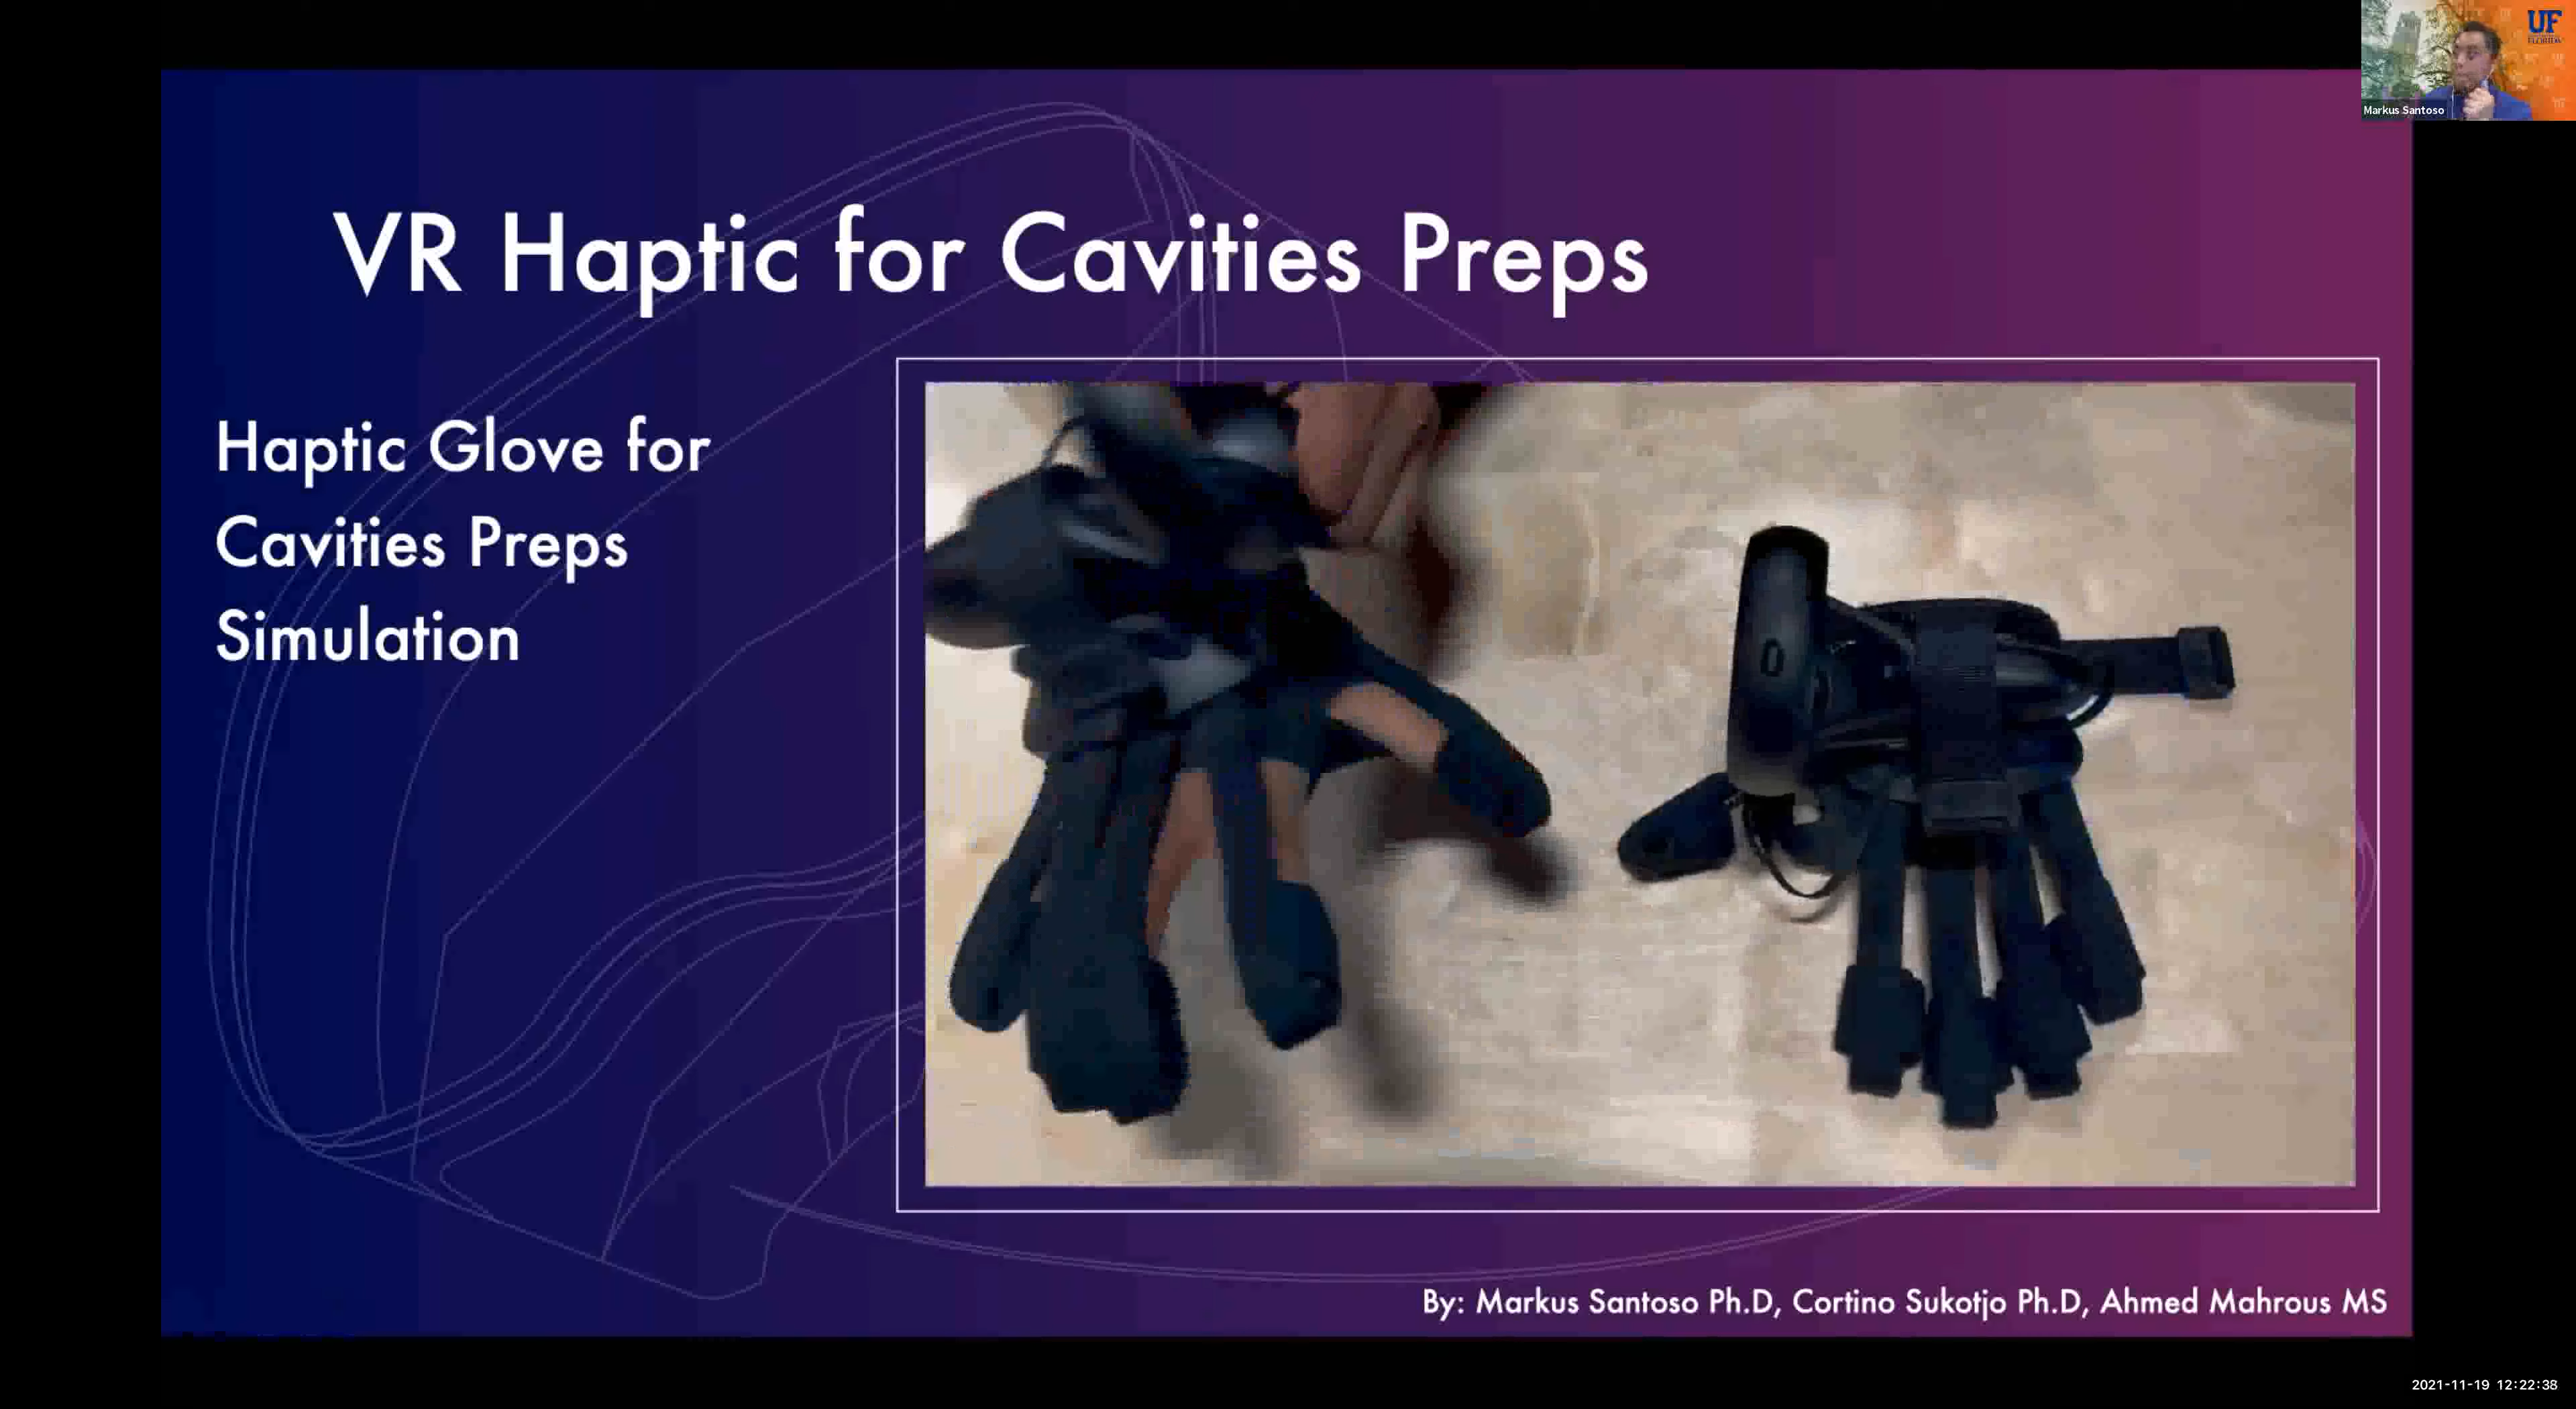 UF
FLORIDA
Markus Santoso
VR Haptic for Cavities Preps
Haptic Glove for
Cavities Preps
Simulation
By: Markus Santoso Ph.D, Cortino Sukotjo Ph.D, Ahmed Mahrous MS
2021-11-19 12:22:38